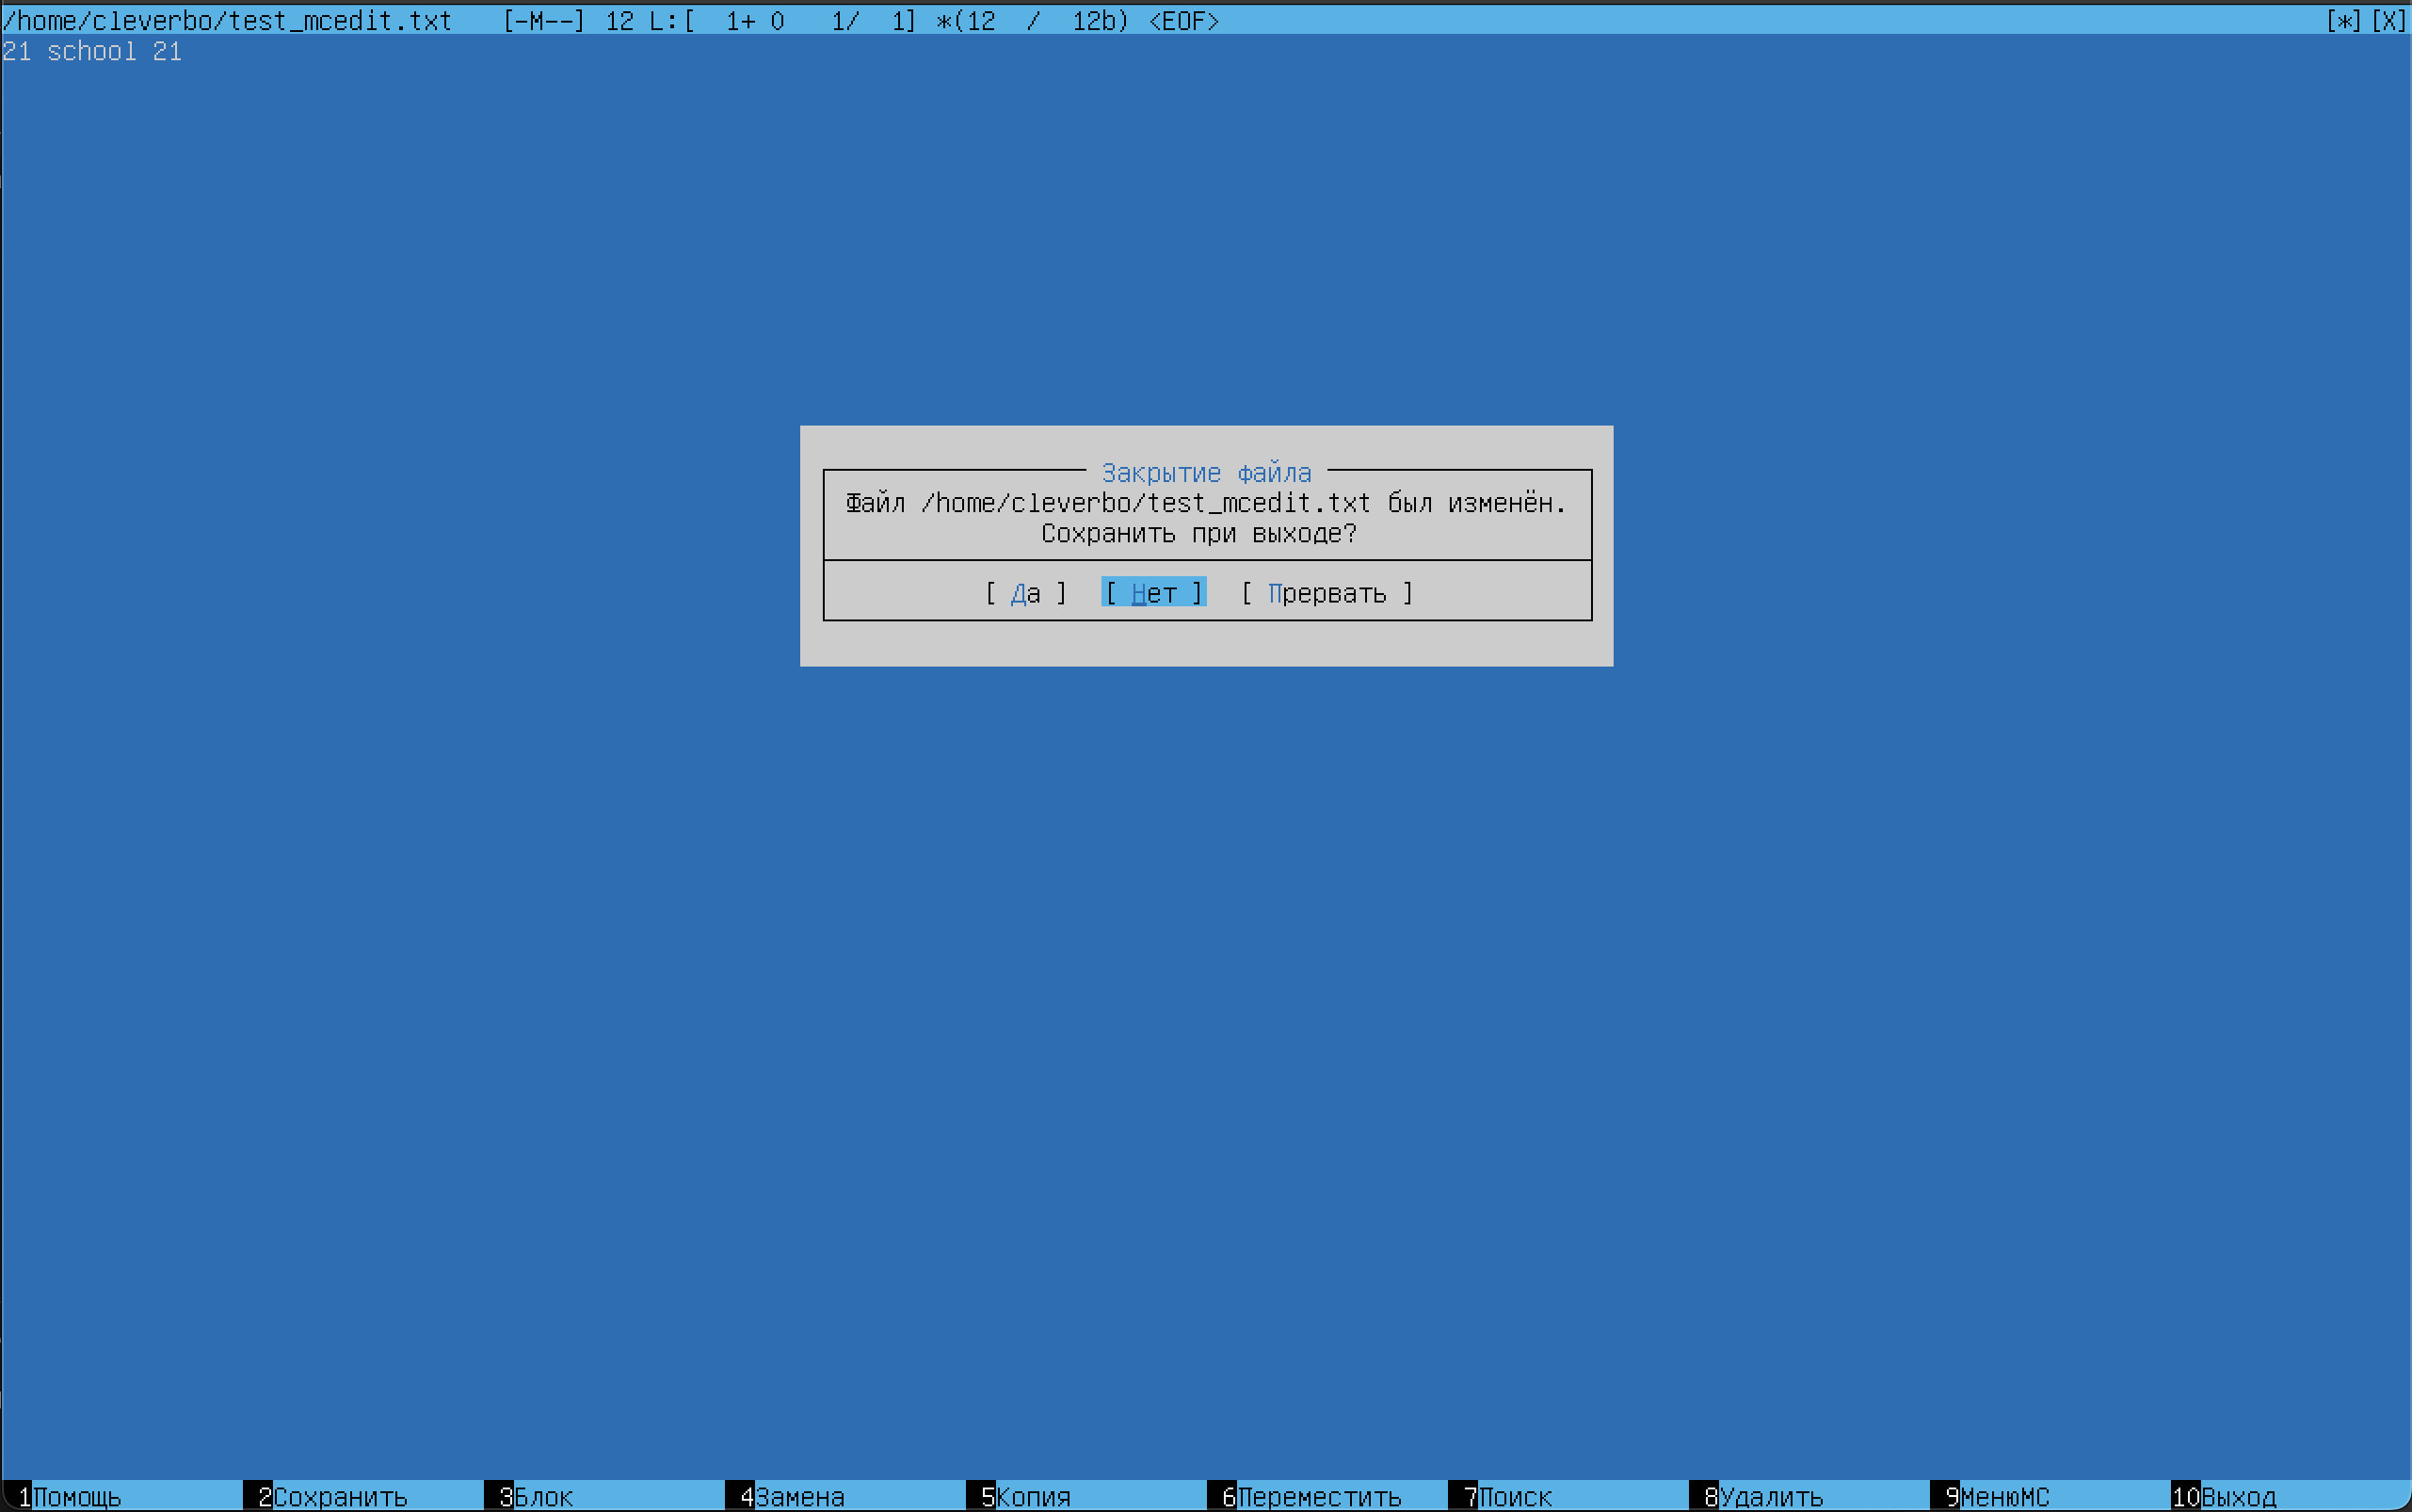 /home/cleverbo/test_mcedit.txt   [-M--] 12 L:[  1+ 0   1/  1] *(12  /  12b) <EOF> [*][X]
21 school 21
Закрытие файла
Файл /home/cleverbo/test_mcedit.txt был изменён.
Сохранить при выходе?
[ Да ] [ Нет ] [ Прервать ]
1Помощь 2Сохранить 3Блок 4Замена 5Копия 6Переместить 7Поиск 8Удалить 9МенюМС 10Выход